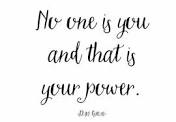 No one is you
and that is
your power.